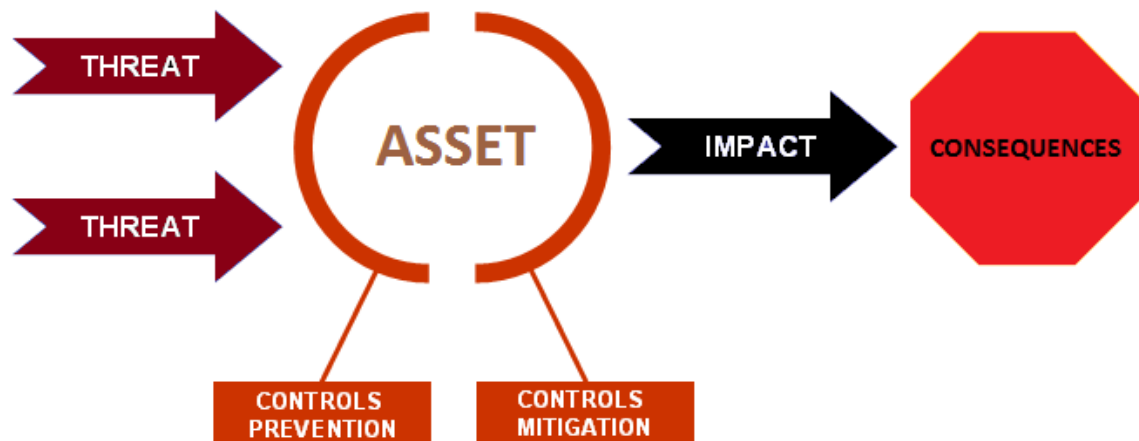 THREAT
ASSET
IMPACT
CONSEQUENCES
THREAT
CONTROLS
PREVENTION
CONTROLS
MITIGATION